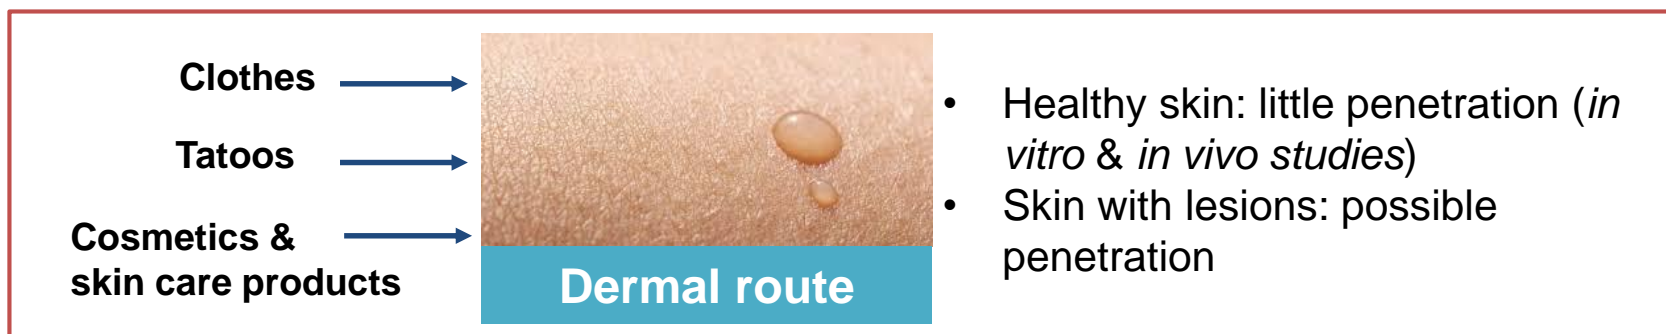 Clothes
Tatoos
Cosmetics &
skin care products
Dermal route
• Healthy skin: little penetration (in
vitro & in vivo studies)
• Skin with lesions: possible
penetration